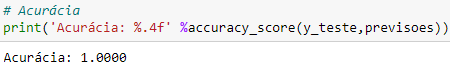 # Acurácia
print('Acurácia: %.4f' %accuracy_score(y_teste,previsoes))
Acurácia: 1.0000